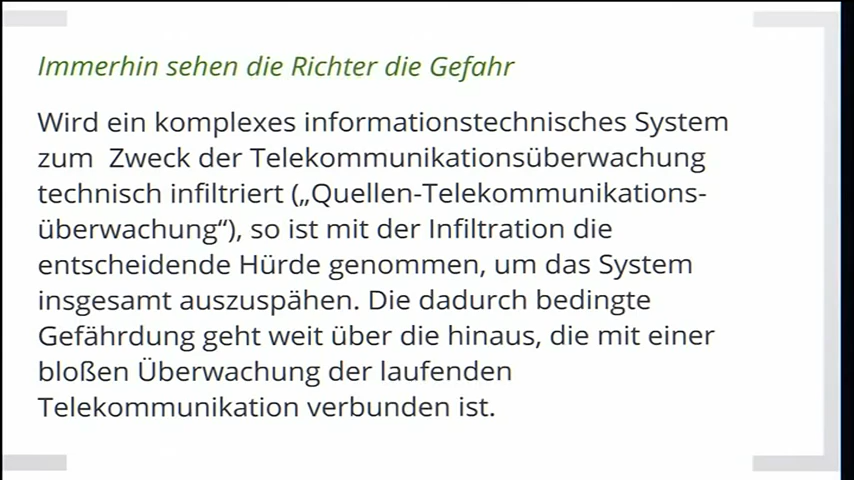 Immerhin sehen die Richter die Gefahr
Wird ein komplexes informationstechnisches System
zum Zweck der Telekommunikationsüberwachung
technisch infiltriert („Quellen-Telekommunikations-
überwachung“), so ist mit der Infiltration die
entscheidende Hürde genommen, um das System
insgesamt auszuspähen. Die dadurch bedingte
Gefährdung geht weit über die hinaus, die mit einer
bloßen Überwachung der laufenden
Telekommunikation verbunden ist.